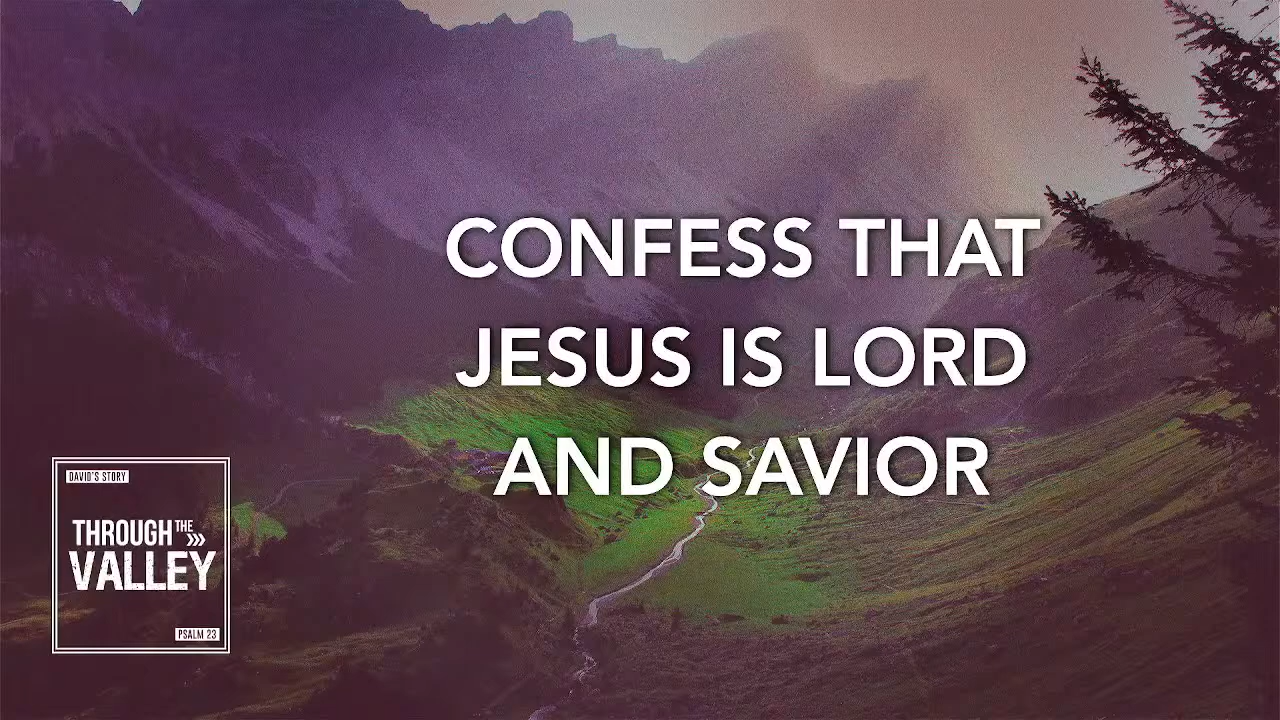 CONFESS THAT
JESUS IS LORD
AND SAVIOR
DAVID'S STORY
THROUGH THE
VALLEY
PSALM 23